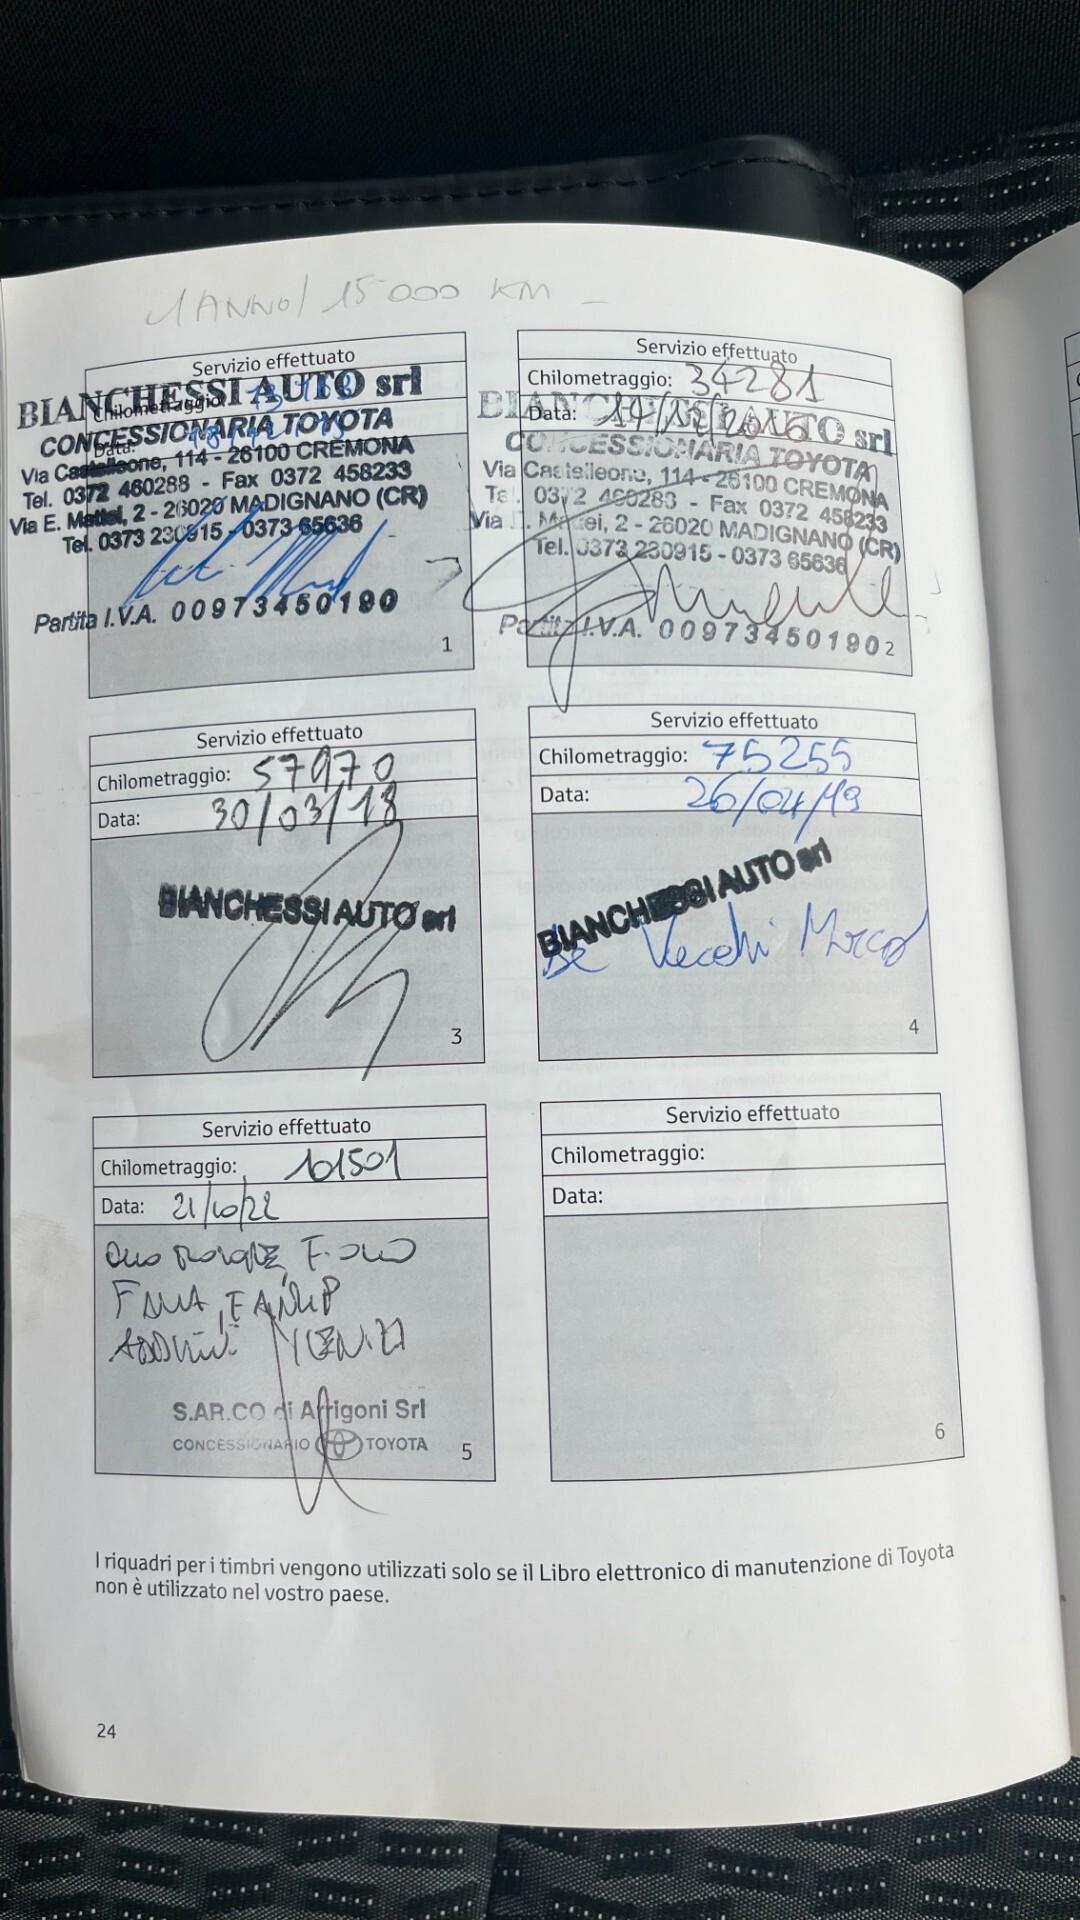 1 ANNO / 15000 KM -
Servizio effettuato
Chilometraggio:
Data:
BIANCHESSI AUTO srl
CONCESSIONARIA TOYOTA
Via Castelleone, 114 - 26100 CREMONA
Tel. 0372 460288 - Fax 0372 458233
Via E. Mattei, 2 - 26020 MADIGNANO (CR)
Tel. 0373 230915 - 0373 65636
Partita I.V.A. 00973450190
1
Servizio effettuato
Chilometraggio: 34281
Data:
BIANCHESSI AUTO srl
CONCESSIONARIA TOYOTA
Via Castelleone, 114 - 26100 CREMONA
Tel. 0372 460288 - Fax 0372 458233
Via E. Mattei, 2 - 26020 MADIGNANO (CR)
Tel. 0373 230915 - 0373 65636
Partita I.V.A. 00973450190
2
Servizio effettuato
Chilometraggio: 57970
Data: 30/03/18
BIANCHESSI AUTO srl
3
Servizio effettuato
Chilometraggio: 75255
Data: 26/04/19
BIANCHESSI AUTO srl
De Vecchi Marco
4
Servizio effettuato
Chilometraggio: 101501
Data: 21/10/22
F. OLIO
S.AR.CO di Arrigoni Srl
CONCESSIONARIO TOYOTA
5
Servizio effettuato
Chilometraggio:
Data:
6
I riquadri per i timbri vengono utilizzati solo se il Libro elettronico di manutenzione di Toyota
non è utilizzato nel vostro paese.
24